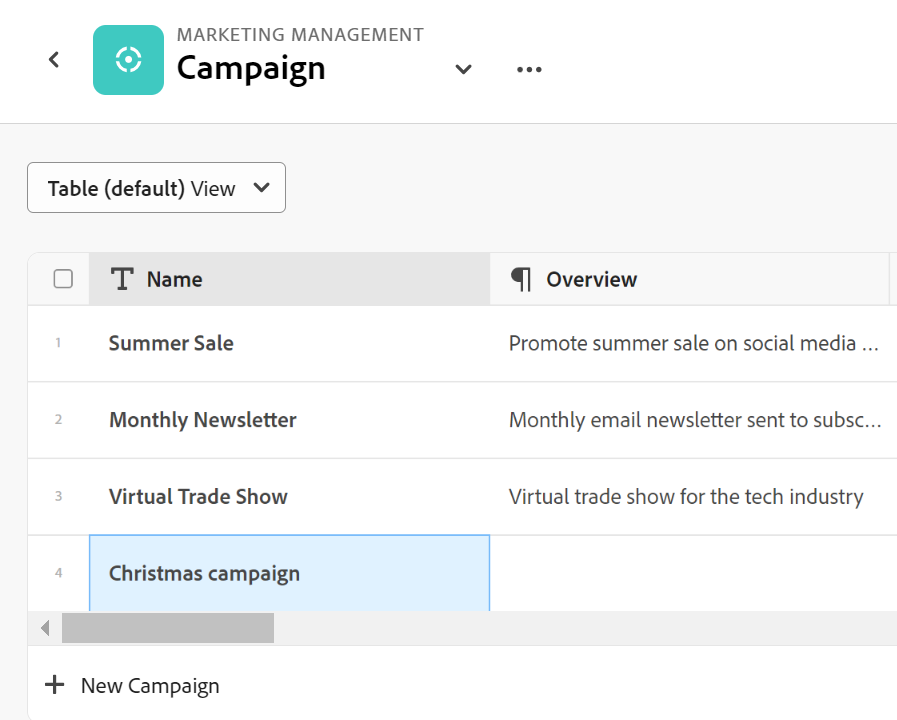 MARKETING MANAGEMENT
Campaign
Table (default) View
Name Overview
1 Summer Sale Promote summer sale on social media ...
2 Monthly Newsletter Monthly email newsletter sent to subsc...
3 Virtual Trade Show Virtual trade show for the tech industry
4 Christmas campaign
New Campaign